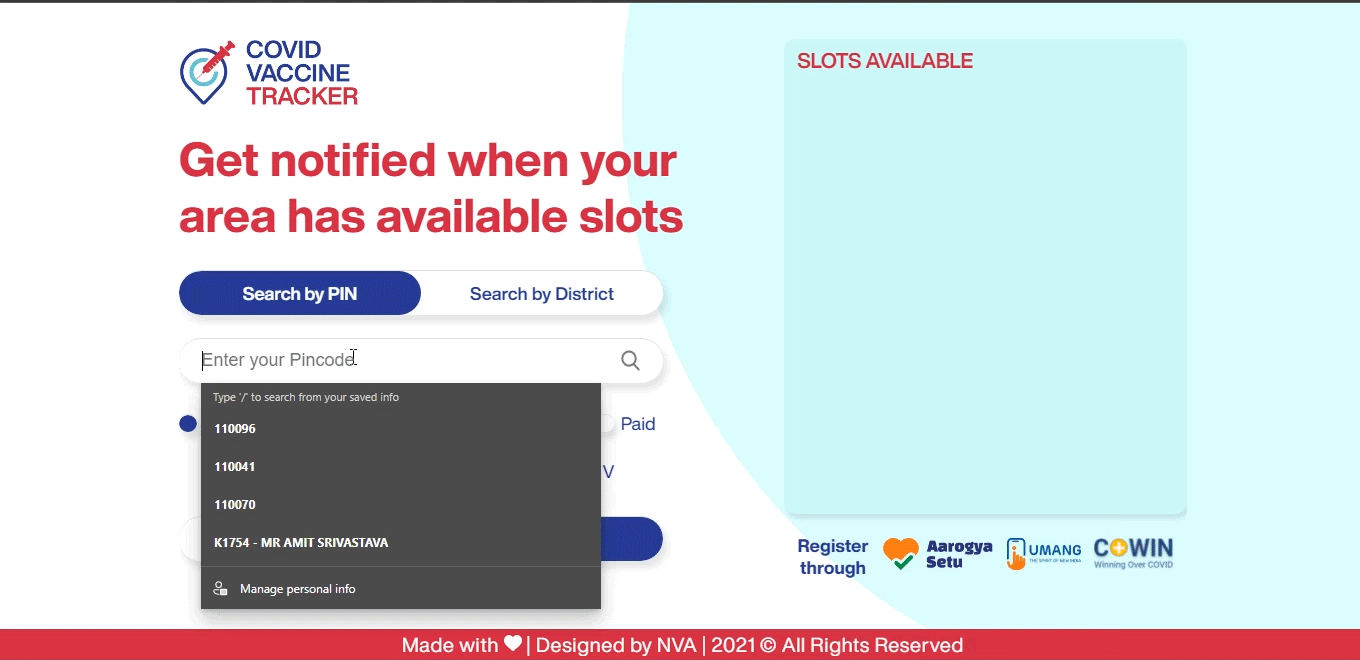 COVID
VACCINE
TRACKER
Get notified when your
area has available slots
Search by PIN
Search by District
Enter your Pincode
Type '/' to search from your saved info
110096
110041
110070
K1754 - MR AMIT SRIVASTAVA
Manage personal info
Paid
V
SLOTS AVAILABLE
Register
through
Aarogya
Setu
UMANG
THE SPIRIT OF NEW INDIA
COWIN
Winning Over COVID
Made with | Designed by NVA | 2021 © All Rights Reserved